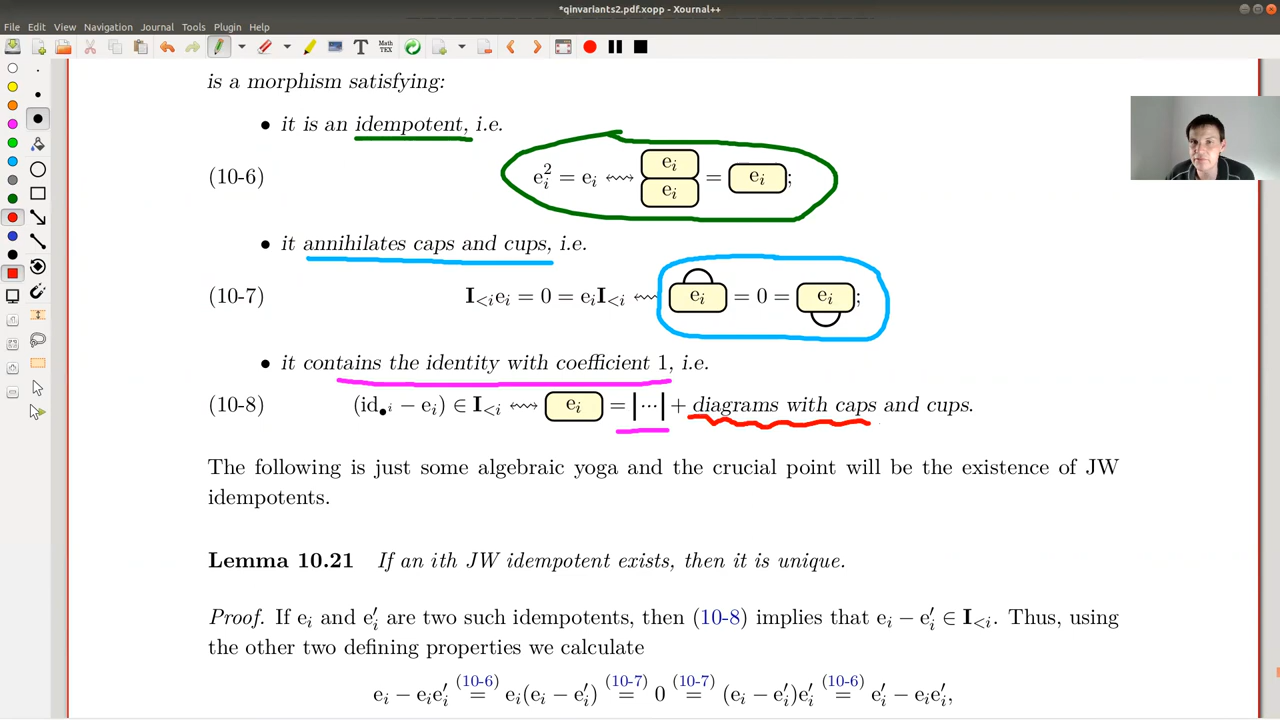 *qinvariants2.pdf.xopp - Xournal++
File Edit View Navigation Journal Tools Plugin Help
T Math TEX
is a morphism satisfying:
• it is an idempotent, i.e.
(10-6) e_i^2 = e_i ⇝ e_i e_i = e_i ;
• it annihilates caps and cups, i.e.
(10-7) I_{<i}e_i = 0 = e_iI_{<i} ⇝ e_i = 0 = e_i ;
• it contains the identity with coefficient 1, i.e.
(10-8) (id_{•^i} − e_i) ∈ I_{<i} ⇝ e_i = |···| + diagrams with caps and cups.
The following is just some algebraic yoga and the crucial point will be the existence of JW
idempotents.
Lemma 10.21 If an ith JW idempotent exists, then it is unique.
Proof. If e_i and e′_i are two such idempotents, then (10-8) implies that e_i − e′_i ∈ I_{<i}. Thus, using
the other two defining properties we calculate
e_i − e_ie′_i (10-6)= e_i(e_i − e′_i) (10-7)= 0 (10-7)= (e_i − e′_i)e′_i (10-6)= e′_i − e_ie′_i,